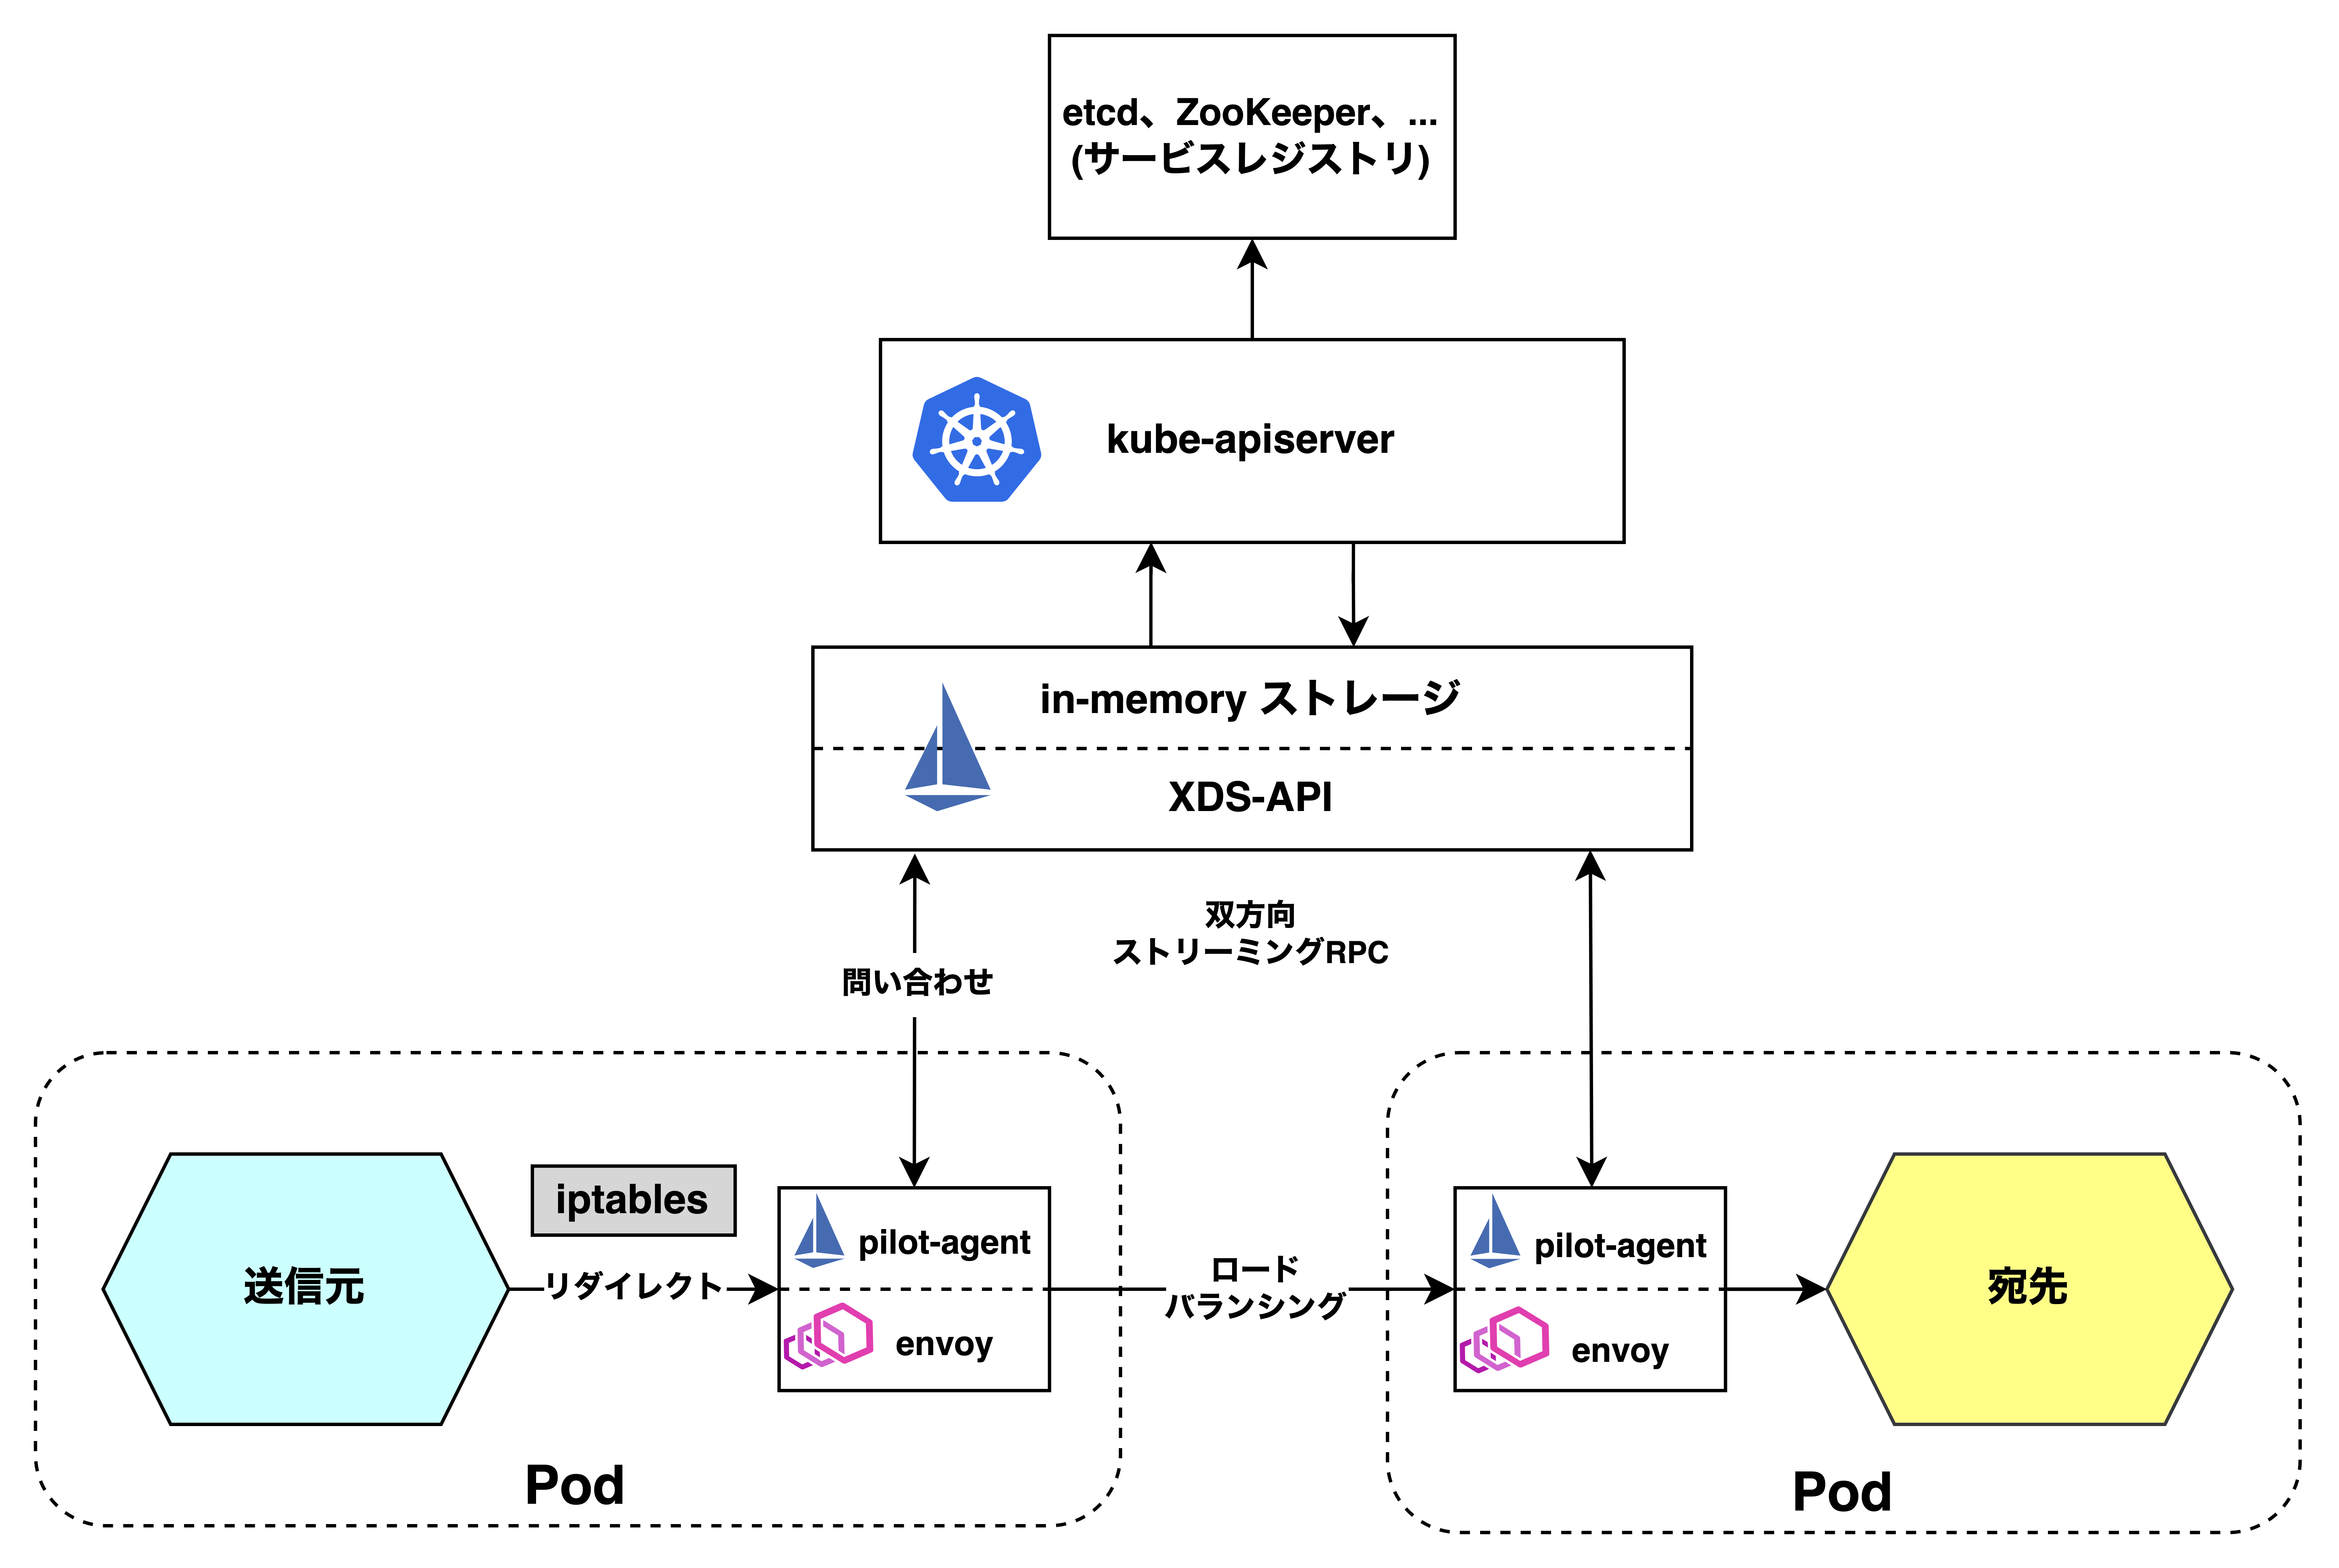 etcd、ZooKeeper、...
(サービスレジストリ)
kube-apiserver
in-memory ストレージ
XDS-API
双方向
ストリーミングRPC
問い合わせ
iptables
pilot-agent
pilot-agent
送信元
リダイレクト
ロード
バランシング
宛先
envoy
envoy
Pod
Pod